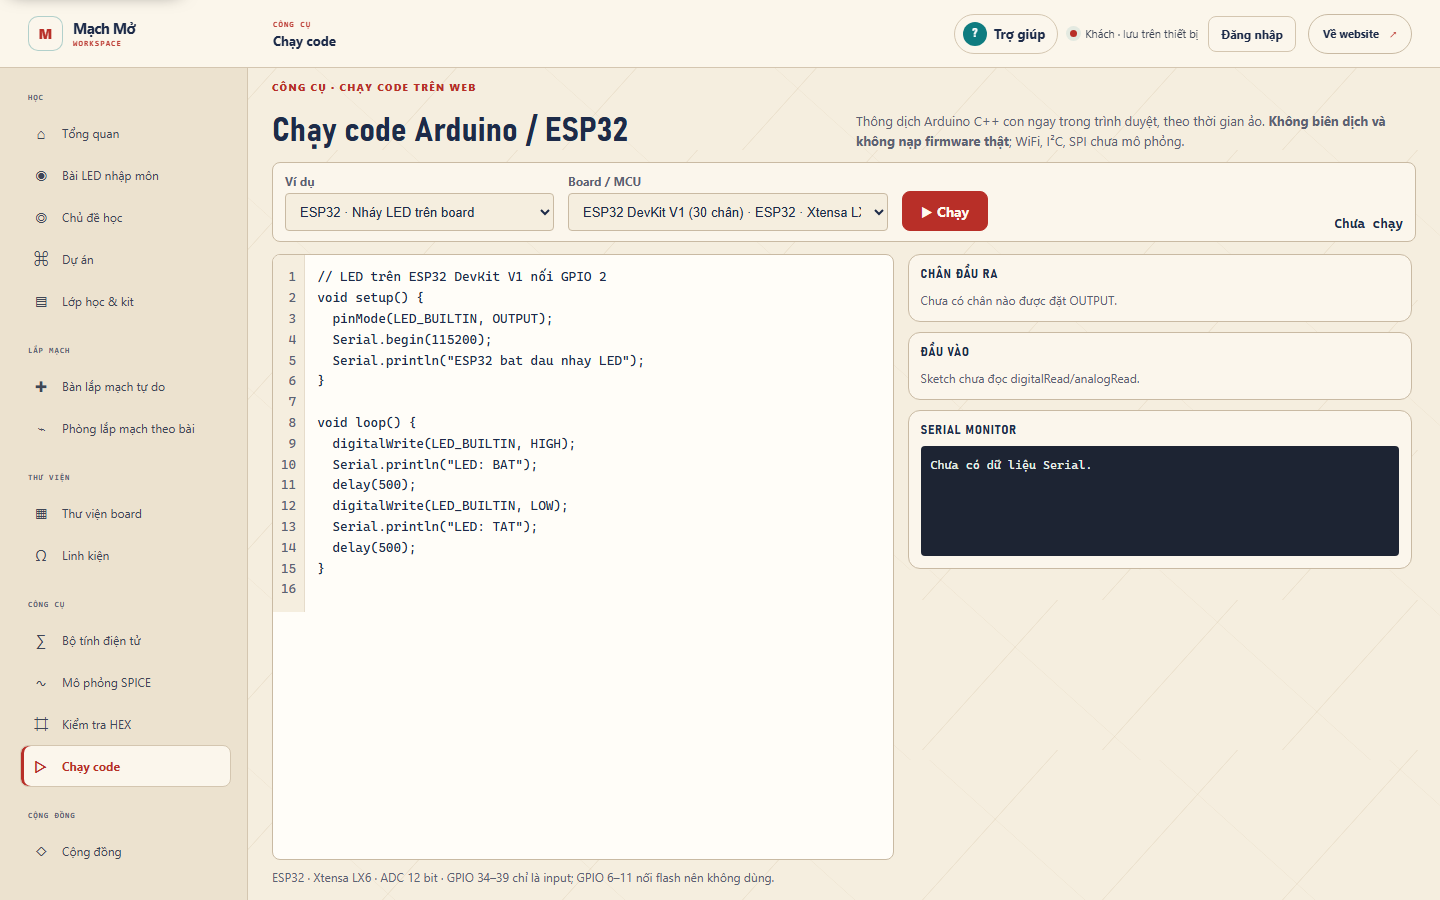 M
Mạch Mở
WORKSPACE
CÔNG CỤ
Chạy code
?
Trợ giúp
Khách · lưu trên thiết bị
Đăng nhập
Về website ↗
HỌC
Tổng quan
Bài LED nhập môn
Chủ đề học
Dự án
Lớp học & kit
LẮP MẠCH
Bàn lắp mạch tự do
Phòng lắp mạch theo bài
THƯ VIỆN
Thư viện board
Linh kiện
CÔNG CỤ
Bộ tính điện tử
Mô phỏng SPICE
Kiểm tra HEX
Chạy code
CỘNG ĐỒNG
Cộng đồng
CÔNG CỤ · CHẠY CODE TRÊN WEB
Chạy code Arduino / ESP32
Thông dịch Arduino C++ con ngay trong trình duyệt, theo thời gian ảo. Không biên dịch và
không nạp firmware thật; WiFi, I²C, SPI chưa mô phỏng.
Ví dụ
ESP32 · Nháy LED trên board
Board / MCU
ESP32 DevKit V1 (30 chân) · ESP32 · Xtensa LX
▶ Chạy
Chưa chạy
1 // LED trên ESP32 DevKit V1 nối GPIO 2
2 void setup() {
3 pinMode(LED_BUILTIN, OUTPUT);
4 Serial.begin(115200);
5 Serial.println("ESP32 bat dau nhay LED");
6 }
7
8 void loop() {
9 digitalWrite(LED_BUILTIN, HIGH);
10 Serial.println("LED: BAT");
11 delay(500);
12 digitalWrite(LED_BUILTIN, LOW);
13 Serial.println("LED: TAT");
14 delay(500);
15 }
16
CHÂN ĐẦU RA
Chưa có chân nào được đặt OUTPUT.
ĐẦU VÀO
Sketch chưa đọc digitalRead/analogRead.
SERIAL MONITOR
Chưa có dữ liệu Serial.
ESP32 · Xtensa LX6 · ADC 12 bit · GPIO 34–39 chỉ là input; GPIO 6–11 nối flash nên không dùng.